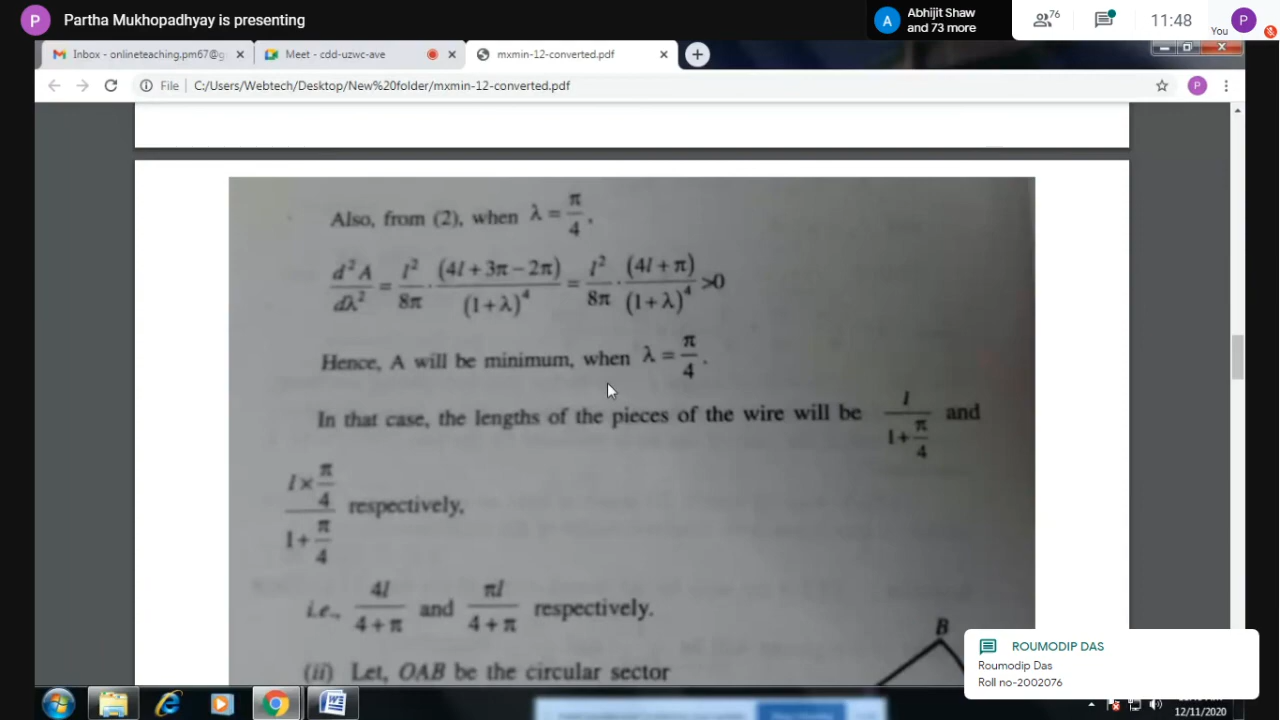 P Partha Mukhopadhyay is presenting
A Abhijit Shaw and 73 more
76
11:48
P
You
Inbox - onlineteaching.pm67@g
Meet - cdd-uzwc-ave
mxmin-12-converted.pdf
File | C:/Users/Webtech/Desktop/New%20folder/mxmin-12-converted.pdf
P
Also, from (2), when λ = π/4,
d²A/dλ² = l²/8π · (4l + 3π − 2π)/(1 + λ)⁴ = l²/8π · (4l + π)/(1 + λ)⁴ >0
Hence, A will be minimum, when λ = π/4.
In that case, the lengths of the pieces of the wire will be l/(1 + π/4) and
(l × π/4)/(1 + π/4) respectively,
i.e., 4l/(4 + π) and πl/(4 + π) respectively.
B
(ii) Let, OAB be the circular sector
ROUMODIP DAS
Roumodip Das
Roll no-2002076
12/11/2020